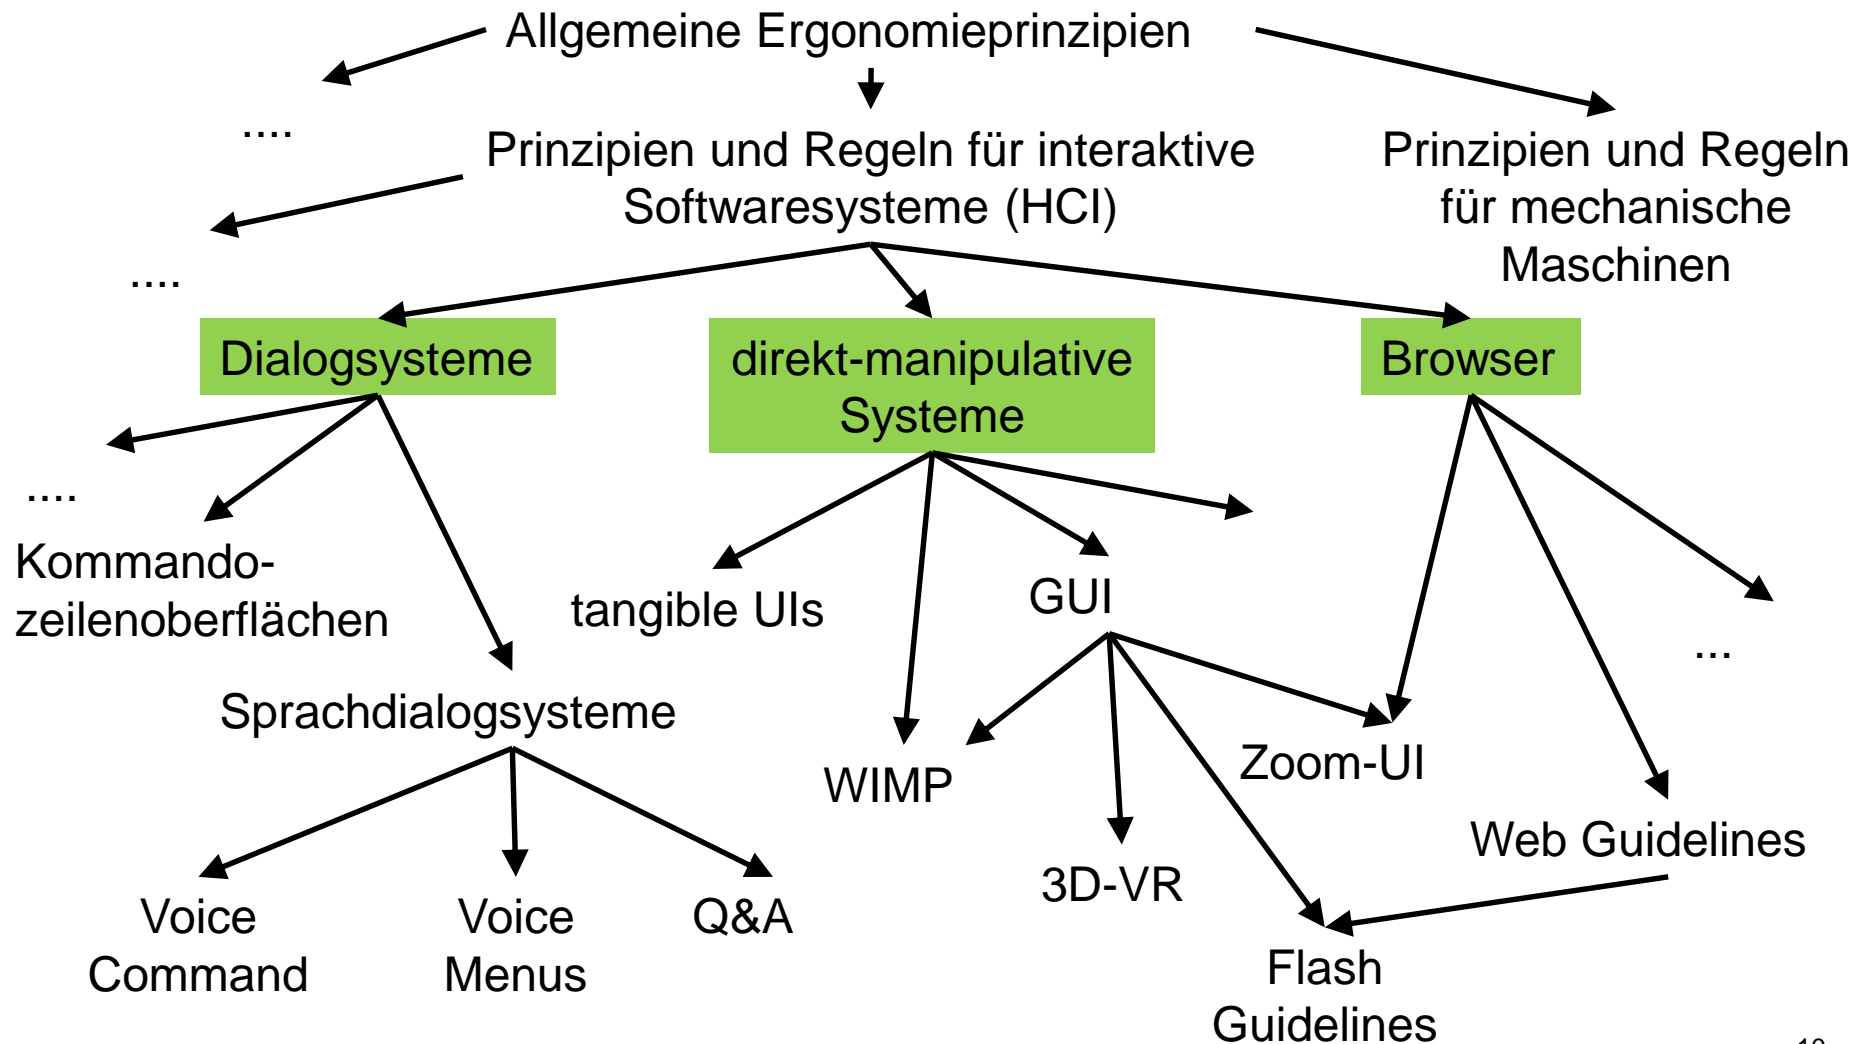 Allgemeine Ergonomieprinzipien
....
Prinzipien und Regeln für interaktive
Softwaresysteme (HCI)
Prinzipien und Regeln
für mechanische
Maschinen
....
Dialogsysteme
direkt-manipulative
Systeme
Browser
....
Kommando-
zeilenoberflächen
tangible UIs
GUI
...
Sprachdialogsysteme
WIMP
Zoom-UI
Web Guidelines
3D-VR
Voice
Command
Voice
Menus
Q&A
Flash
Guidelines